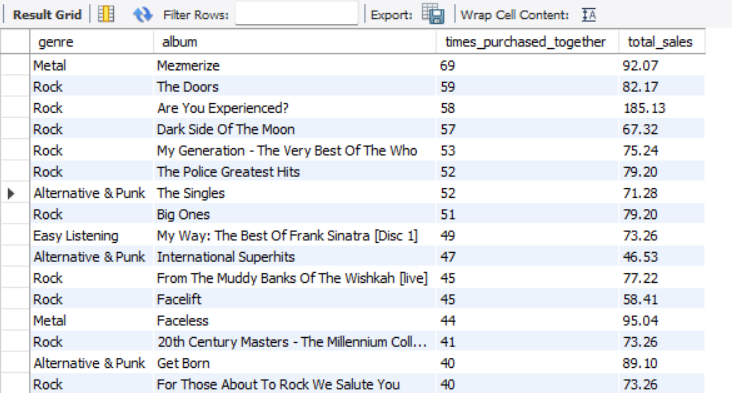 Result Grid Filter Rows: Export: Wrap Cell Content: IA
genre album times_purchased_together total_sales
Metal Mezmerize 69 92.07
Rock The Doors 59 82.17
Rock Are You Experienced? 58 185.13
Rock Dark Side Of The Moon 57 67.32
Rock My Generation - The Very Best Of The Who 53 75.24
Rock The Police Greatest Hits 52 79.20
Alternative & Punk The Singles 52 71.28
Rock Big Ones 51 79.20
Easy Listening My Way: The Best Of Frank Sinatra [Disc 1] 49 73.26
Alternative & Punk International Superhits 47 46.53
Rock From The Muddy Banks Of The Wishkah [live] 45 77.22
Rock Facelift 45 58.41
Metal Faceless 44 95.04
Rock 20th Century Masters - The Millennium Coll... 41 73.26
Alternative & Punk Get Born 40 89.10
Rock For Those About To Rock We Salute You 40 73.26